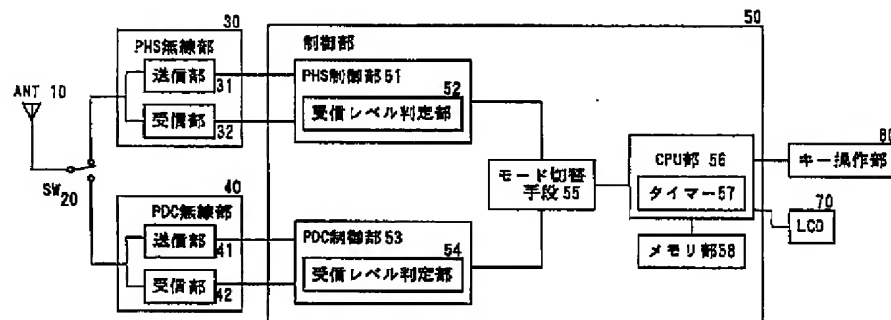 ANT 10
SW20
30
PHS無線部
送信部
31
受信部
32
40
PDC無線部
送信部
41
受信部
42
50
制御部
PHS制御部51
52
受信レベル判定部
PDC制御部53
54
受信レベル判定部
モード切替
手段55
CPU部 56
タイマー57
メモリ部58
60
キー操作部
70
LCD